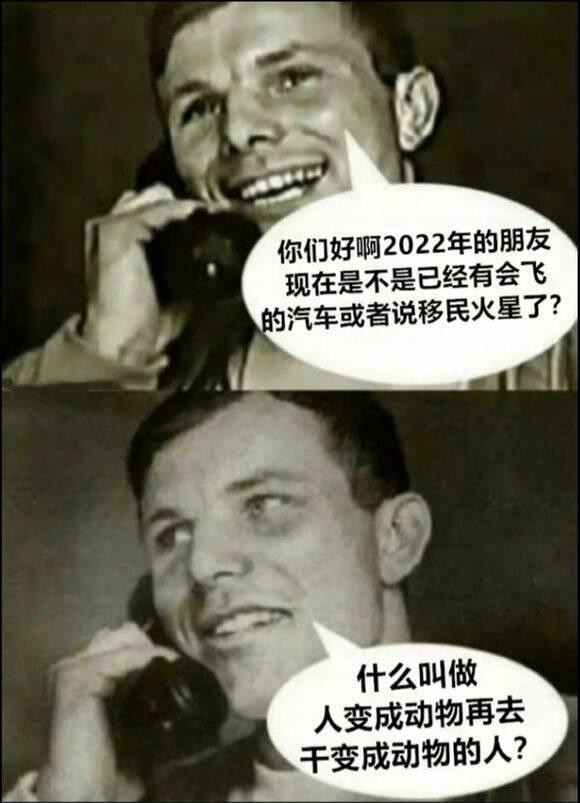 你们好啊2022年的朋友
现在是不是已经有会飞
的汽车或者说移民火星了?
什么叫做
人变成动物再去
干变成动物的人?